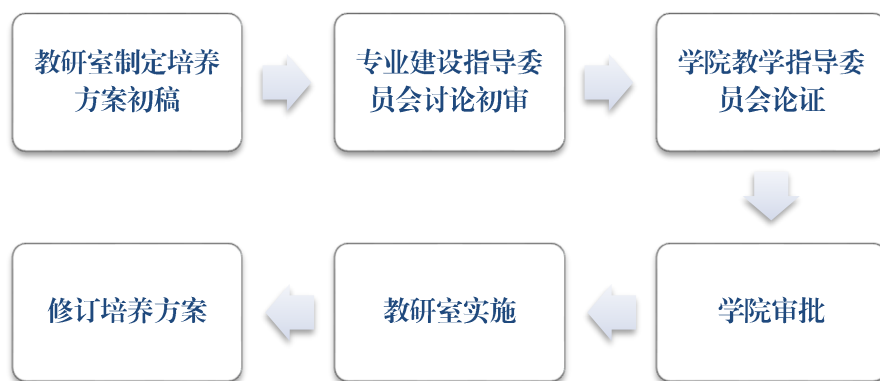 教研室制定培养
方案初稿
专业建设指导委
员会讨论初审
学院教学指导委
员会论证
学院审批
教研室实施
修订培养方案